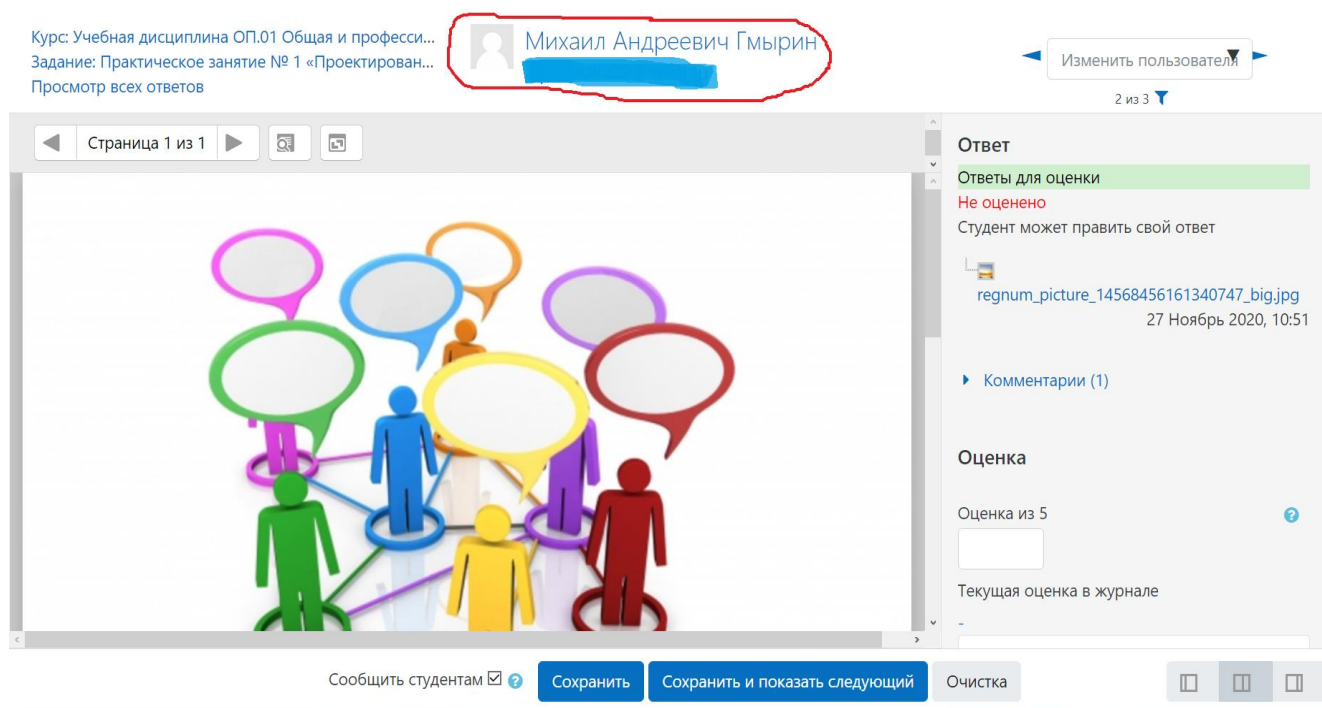 Курс: Учебная дисциплина ОП.01 Общая и професси...
Задание: Практическое занятие № 1 «Проектирован...
Просмотр всех ответов
Михаил Андреевич Гмырин
Изменить пользователя
2 из 3
Страница 1 из 1
Ответ
Ответы для оценки
Не оценено
Студент может править свой ответ
regnum_picture_14568456161340747_big.jpg
27 Ноябрь 2020, 10:51
Комментарии (1)
Оценка
Оценка из 5
Текущая оценка в журнале
-
Сообщить студентам
Сохранить
Сохранить и показать следующий
Очистка